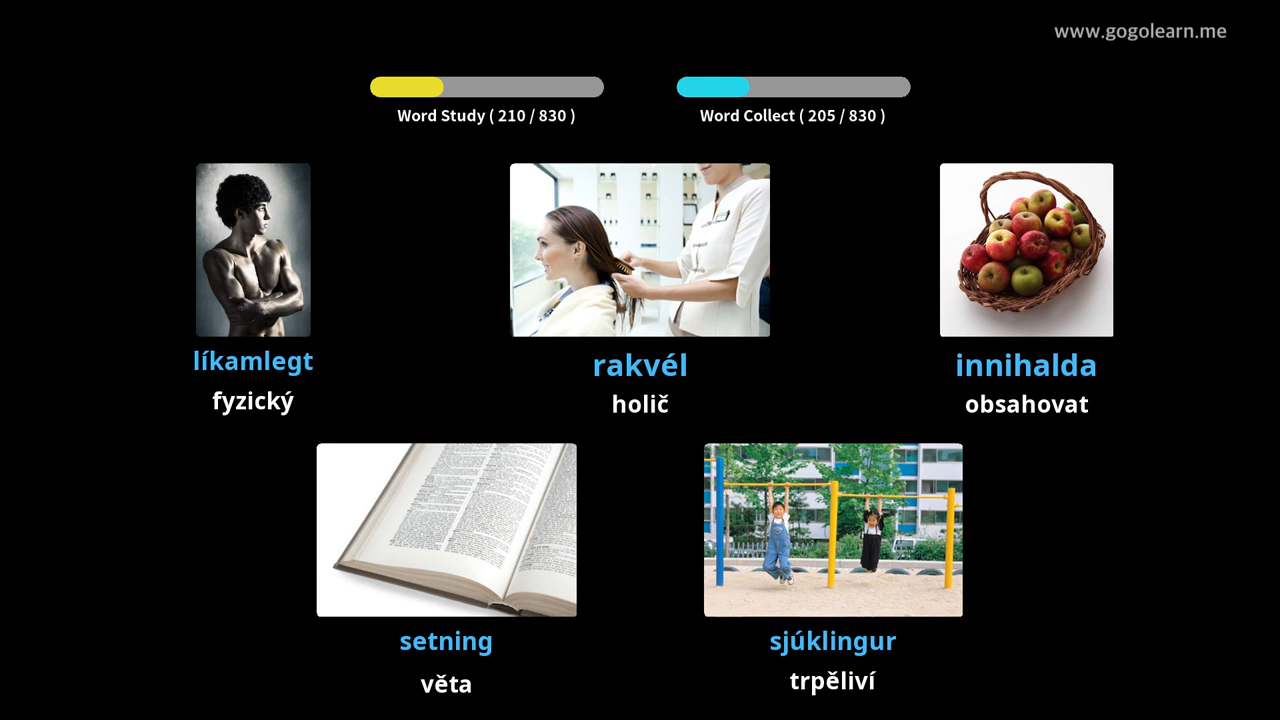 www.gogolearn.me
Word Study ( 210 / 830 )
Word Collect ( 205 / 830 )
líkamlegt
fyzický
rakvél
holič
innihalda
obsahovat
setning
věta
sjúklingur
trpěliví